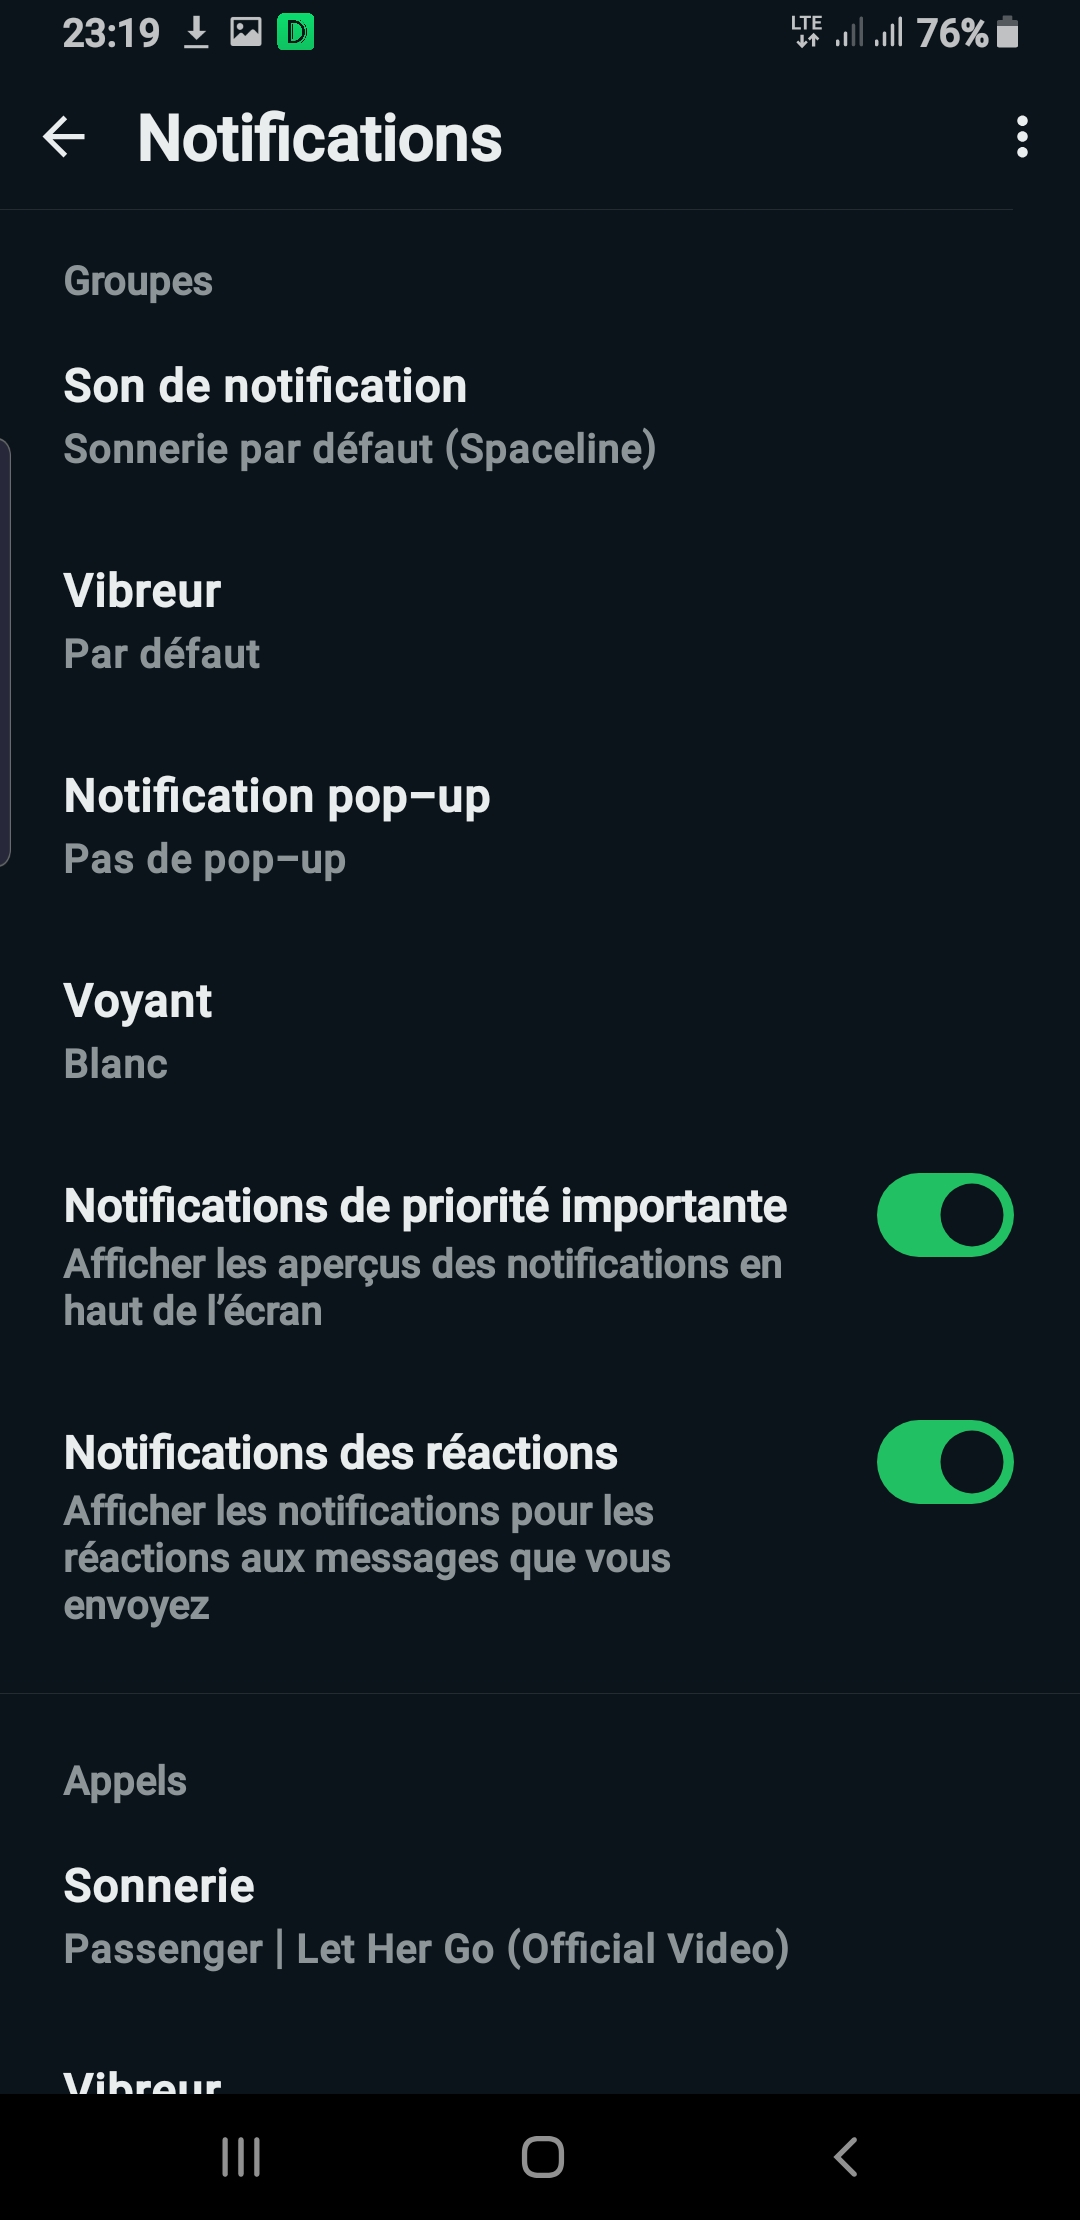 23:19 D LTE 76%
Notifications
Groupes
Son de notification
Sonnerie par défaut (Spaceline)
Vibreur
Par défaut
Notification pop-up
Pas de pop-up
Voyant
Blanc
Notifications de priorité importante
Afficher les aperçus des notifications en
haut de l’écran
Notifications des réactions
Afficher les notifications pour les
réactions aux messages que vous
envoyez
Appels
Sonnerie
Passenger | Let Her Go (Official Video)
Vibreur